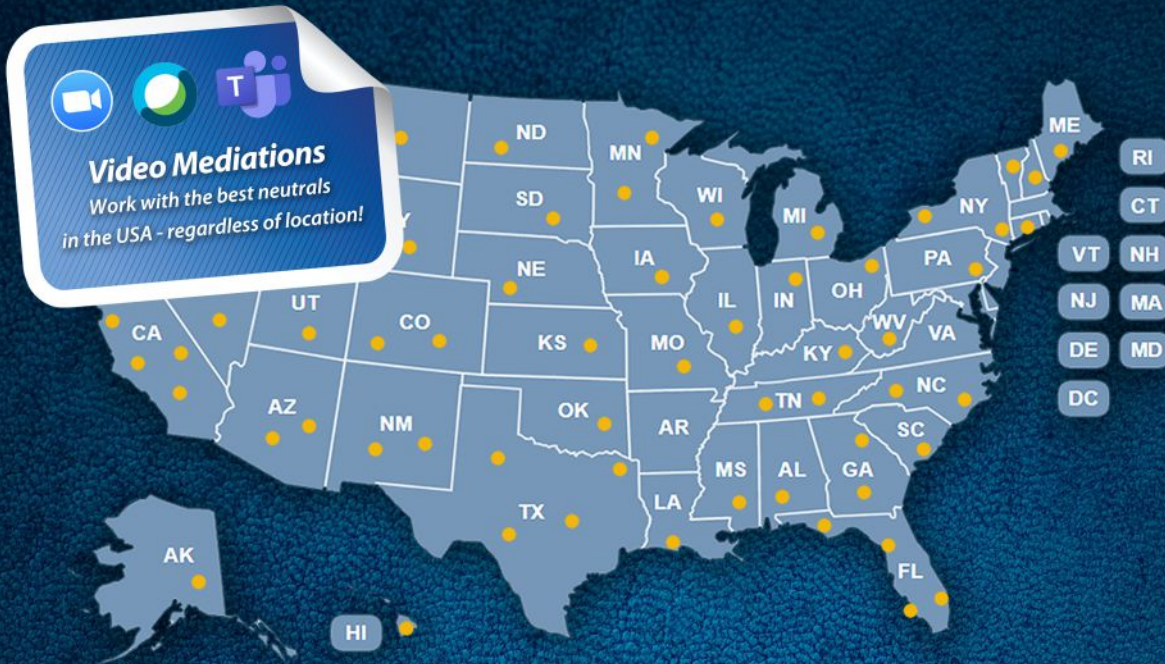 T
Video Mediations
Work with the best neutrals
in the USA - regardless of location!
ND
MN
ME
RI
SD
WI
MI
NY
CT
NE
IA
PA
VT
NH
UT
CO
IL
IN
OH
NJ
MA
CA
KS
MO
KY
WV
VA
DE
MD
AZ
NM
OK
AR
TN
NC
DC
TX
LA
MS
AL
GA
SC
AK
FL
HI